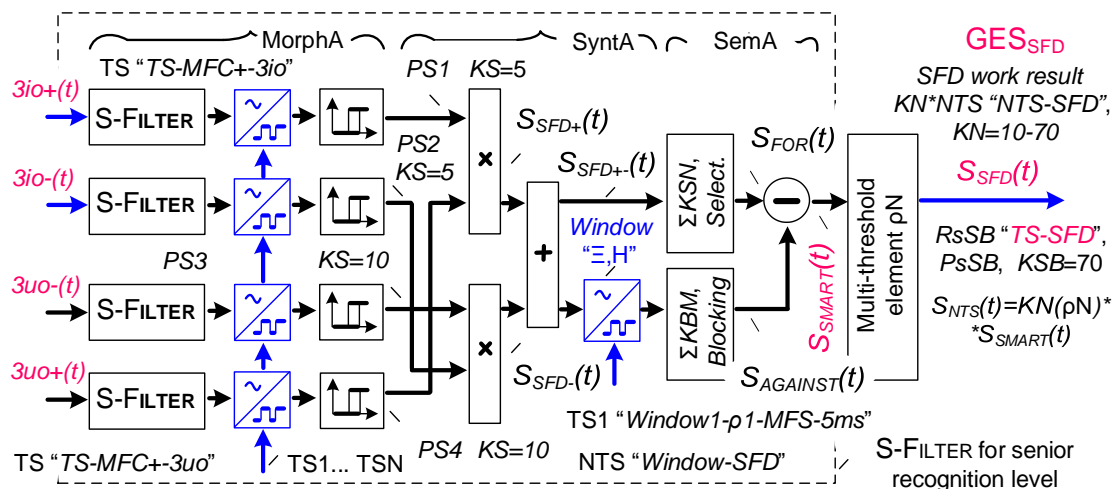 MorphA
SyntA
SemA
GES_SFD
TS “TS-MFC+-3io”
PS1
KS=5
SFD work result
KN*NTS “NTS-SFD”,
KN=10-70
3io+(t)
S-FILTER
S_SFD+(t)
PS2
KS=5
S_FOR(t)
S_SFD+-(t)
S_SFD(t)
3io-(t)
S-FILTER
×
ΣKSN,
Select.
−
Multi-threshold
element ρN
Window
“Ξ,H”
+
RsSB “TS-SFD”,
PsSB, KSB=70
PS3
KS=10
3uo-(t)
S-FILTER
×
ΣKBM,
Blocking
S_SMART(t)
S_NTS(t)=KN(ρN)*
*S_SMART(t)
3uo+(t)
S-FILTER
S_SFD-(t)
S_AGAINST(t)
TS1 “Window1-ρ1-MFS-5ms”
TS “TS-MFC+-3uo”
TS1... TSN
PS4
KS=10
NTS “Window-SFD”
S-FILTER for senior
recognition level